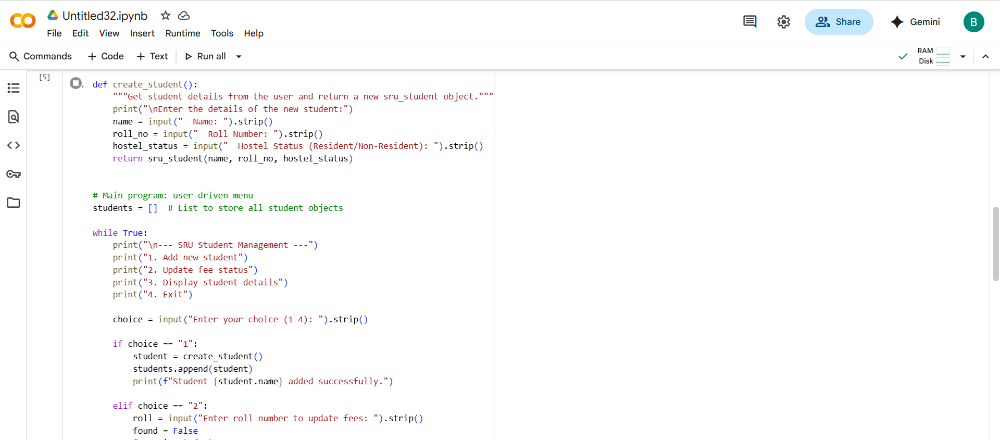 Untitled32.ipynb
File Edit View Insert Runtime Tools Help
Share
Gemini
B
Commands + Code + Text Run all
RAM
Disk
[5]
def create_student():
    """Get student details from the user and return a new sru_student object."""
    print("\nEnter the details of the new student:")
    name = input("  Name: ").strip()
    roll_no = input("  Roll Number: ").strip()
    hostel_status = input("  Hostel Status (Resident/Non-Resident): ").strip()
    return sru_student(name, roll_no, hostel_status)
# Main program: user-driven menu
students = []  # List to store all student objects
while True:
    print("\n--- SRU Student Management ---")
    print("1. Add new student")
    print("2. Update fee status")
    print("3. Display student details")
    print("4. Exit")
    choice = input("Enter your choice (1-4): ").strip()
    if choice == "1":
        student = create_student()
        students.append(student)
        print(f"Student {student.name} added successfully.")
    elif choice == "2":
        roll = input("Enter roll number to update fees: ").strip()
        found = False